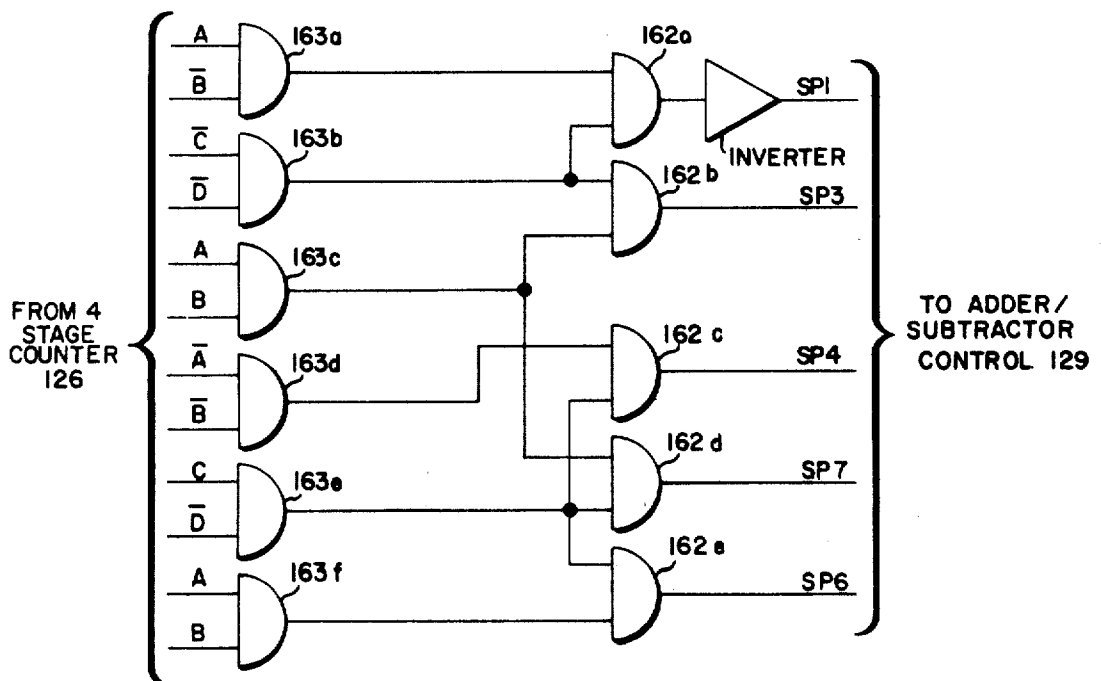 A
163a
B̅
C̅
163b
D̅
A
163c
B
A̅
163d
B̅
C
163e
D̅
A
163f
B
FROM 4
STAGE
COUNTER
126
162a
INVERTER
SP1
162b
SP3
162c
SP4
162d
SP7
162e
SP6
TO ADDER/
SUBTRACTOR
CONTROL 129